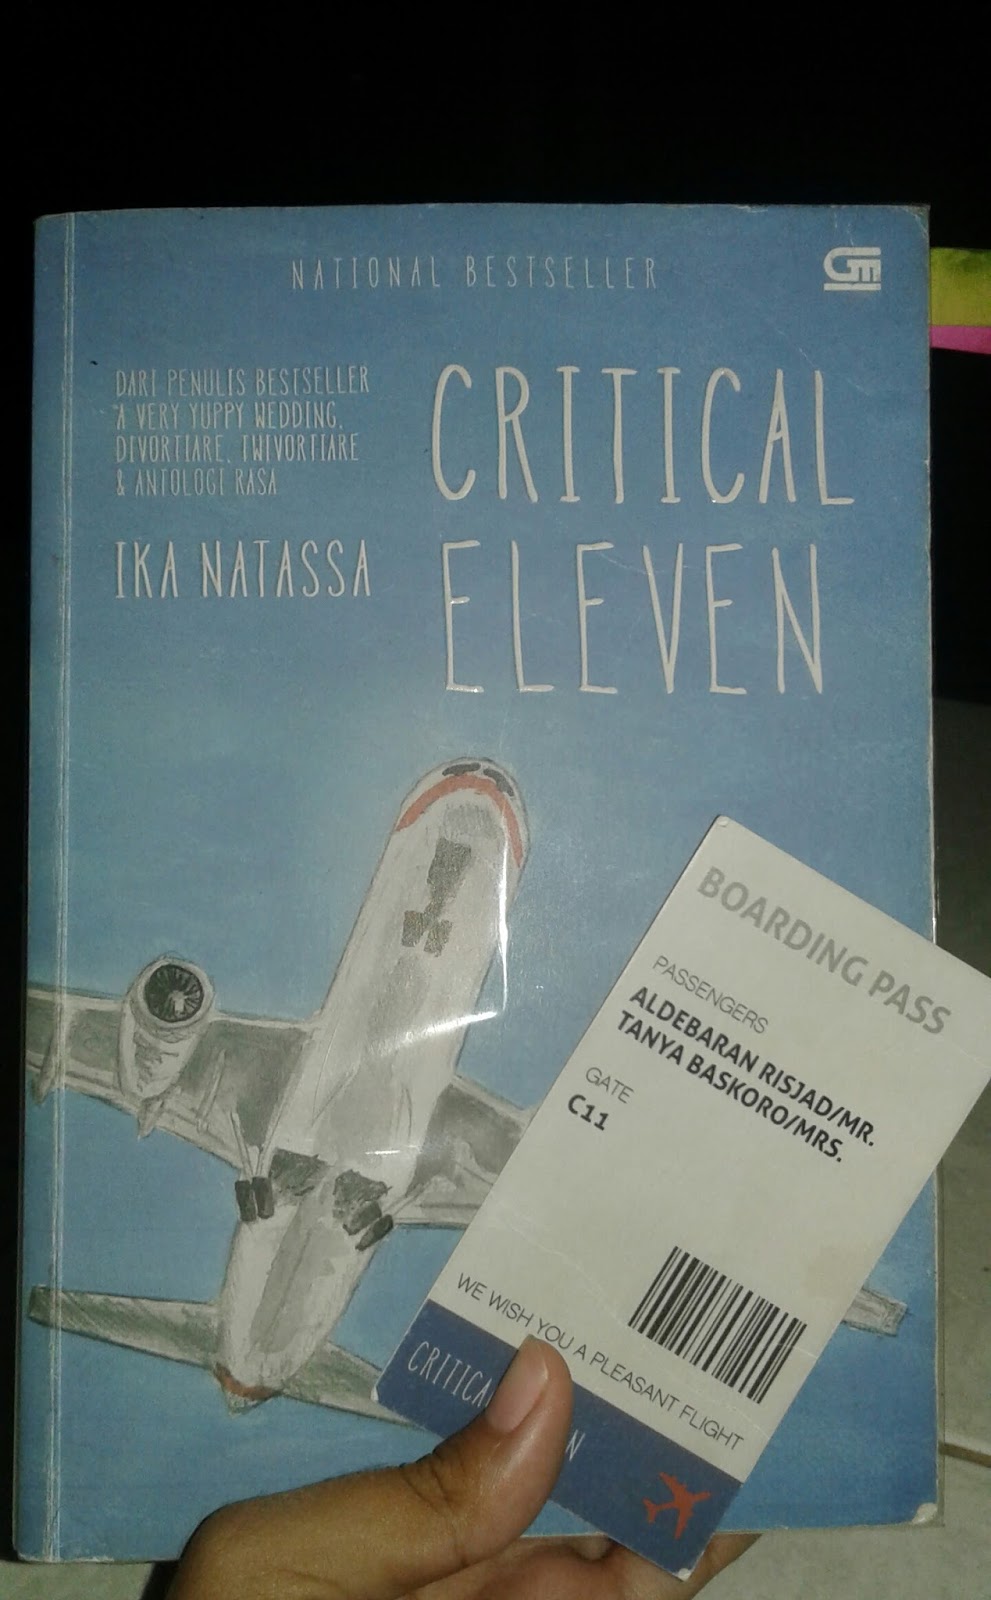 NATIONAL BESTSELLER
GM
DARI PENULIS BESTSELLER
A VERY YUPPY WEDDING,
DIVORTIARE, TWIVORTIARE
& ANTOLOGI RASA
IKA NATASSA
CRITICAL
ELEVEN
BOARDING PASS
PASSENGERS
ALDEBARAN RISJAD/MR.
TANYA BASKORO/MRS.
GATE
C11
WE WISH YOU A PLEASANT FLIGHT
CRITICA N